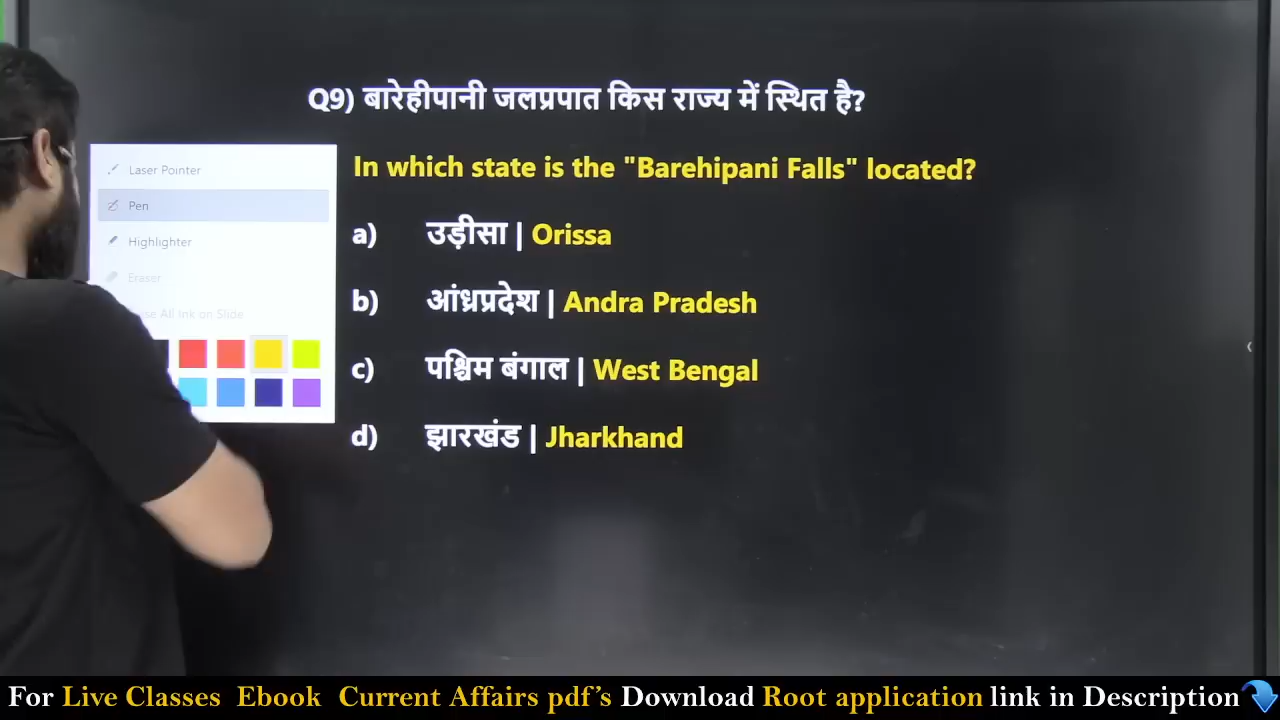 Q9) बारेहीपानी जलप्रपात किस राज्य में स्थित है?
In which state is the "Barehipani Falls" located?
a) उड़ीसा | Orissa
b) आंध्रप्रदेश | Andra Pradesh
c) पश्चिम बंगाल | West Bengal
d) झारखंड | Jharkhand
Laser Pointer
Pen
Highlighter
Eraser
All Ink on Slide
For Live Classes Ebook Current Affairs pdf's Download Root application link in Description